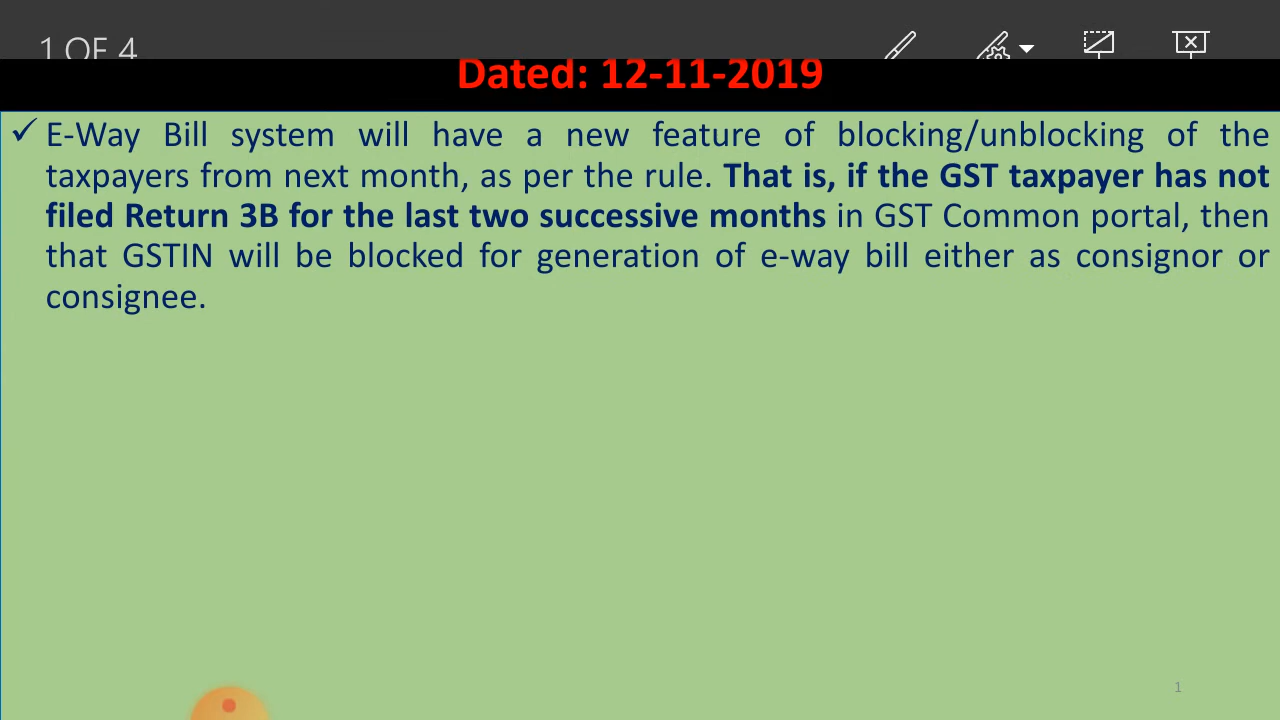 1 OF 4
Dated: 12-11-2019
✓ E-Way Bill system will have a new feature of blocking/unblocking of the
taxpayers from next month, as per the rule. That is, if the GST taxpayer has not
filed Return 3B for the last two successive months in GST Common portal, then
that GSTIN will be blocked for generation of e-way bill either as consignor or
consignee.
1